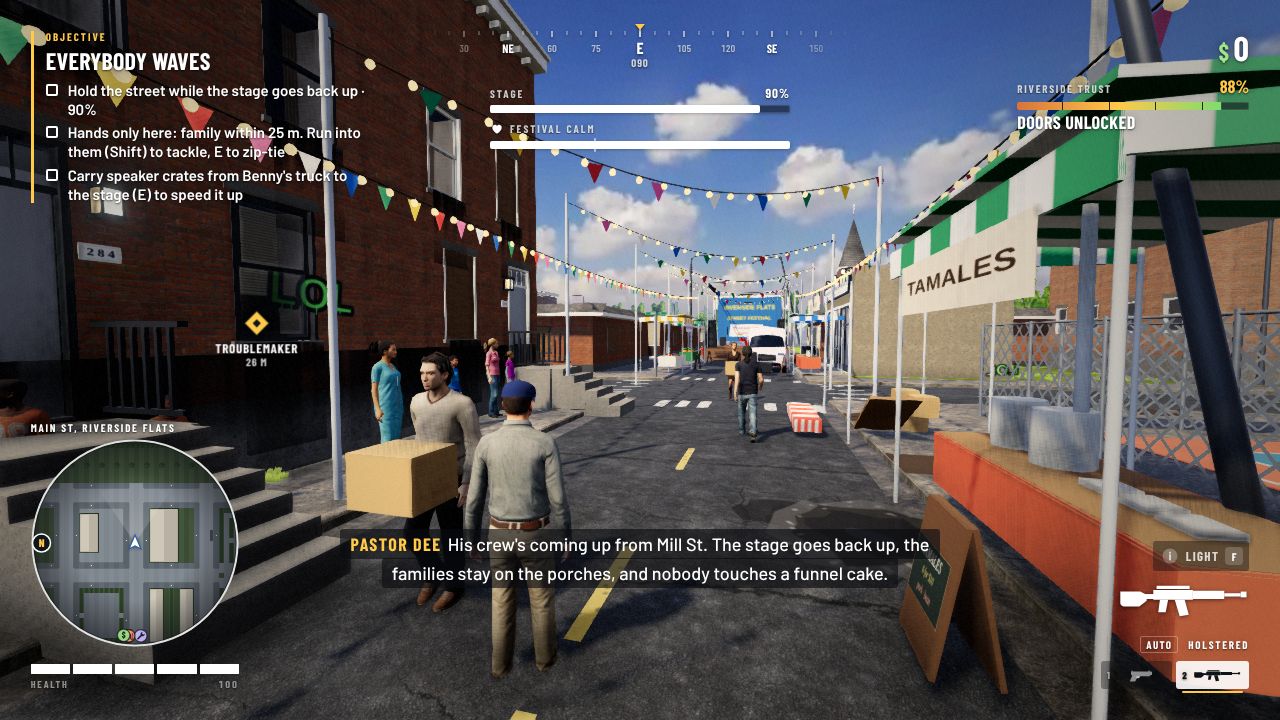 OBJECTIVE
EVERYBODY WAVES
Hold the street while the stage goes back up ·
90%
Hands only here: family within 25 m. Run into
them (Shift) to tackle, E to zip-tie
Carry speaker crates from Benny's truck to
the stage (E) to speed it up
30 NE 60 75 E 105 120 SE 150
090
STAGE 90%
FESTIVAL CALM
$ 0
RIVERSIDE TRUST 88%
DOORS UNLOCKED
284
LOL
TROUBLEMAKER
26 M
TAMALES
RIVERSIDE FLATS
STREET FESTIVAL
MAIN ST, RIVERSIDE FLATS
N
$
PASTOR DEE His crew's coming up from Mill St. The stage goes back up, the
families stay on the porches, and nobody touches a funnel cake.
i LIGHT F
AUTO HOLSTERED
1 2
HEALTH 100